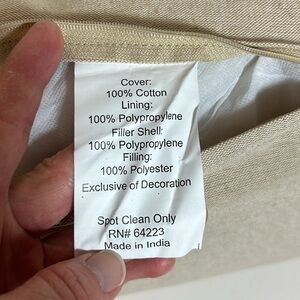 Cover:
100% Cotton
Lining:
100% Polypropylene
Filler Shell:
100% Polypropylene
Filling:
100% Polyester
Exclusive of Decoration
Spot Clean Only
RN# 64223
Made in India